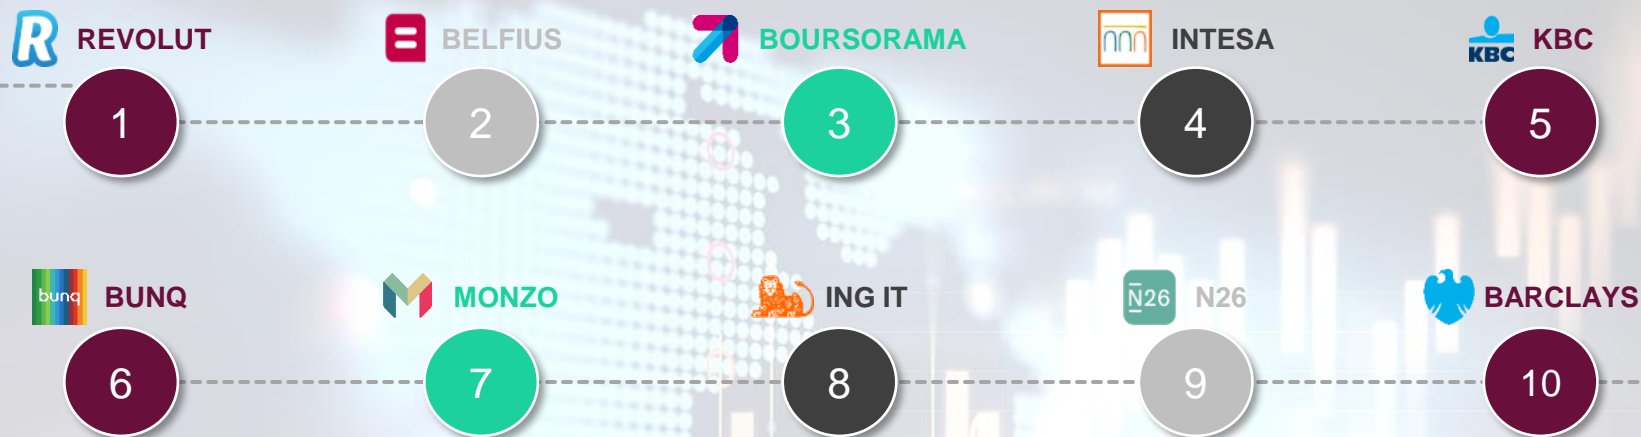 REVOLUT
BELFIUS
BOURSORAMA
INTESA
KBC KBC
1
2
3
4
5
bunq BUNQ
MONZO
ING IT
N26 N26
BARCLAYS
6
7
8
9
10